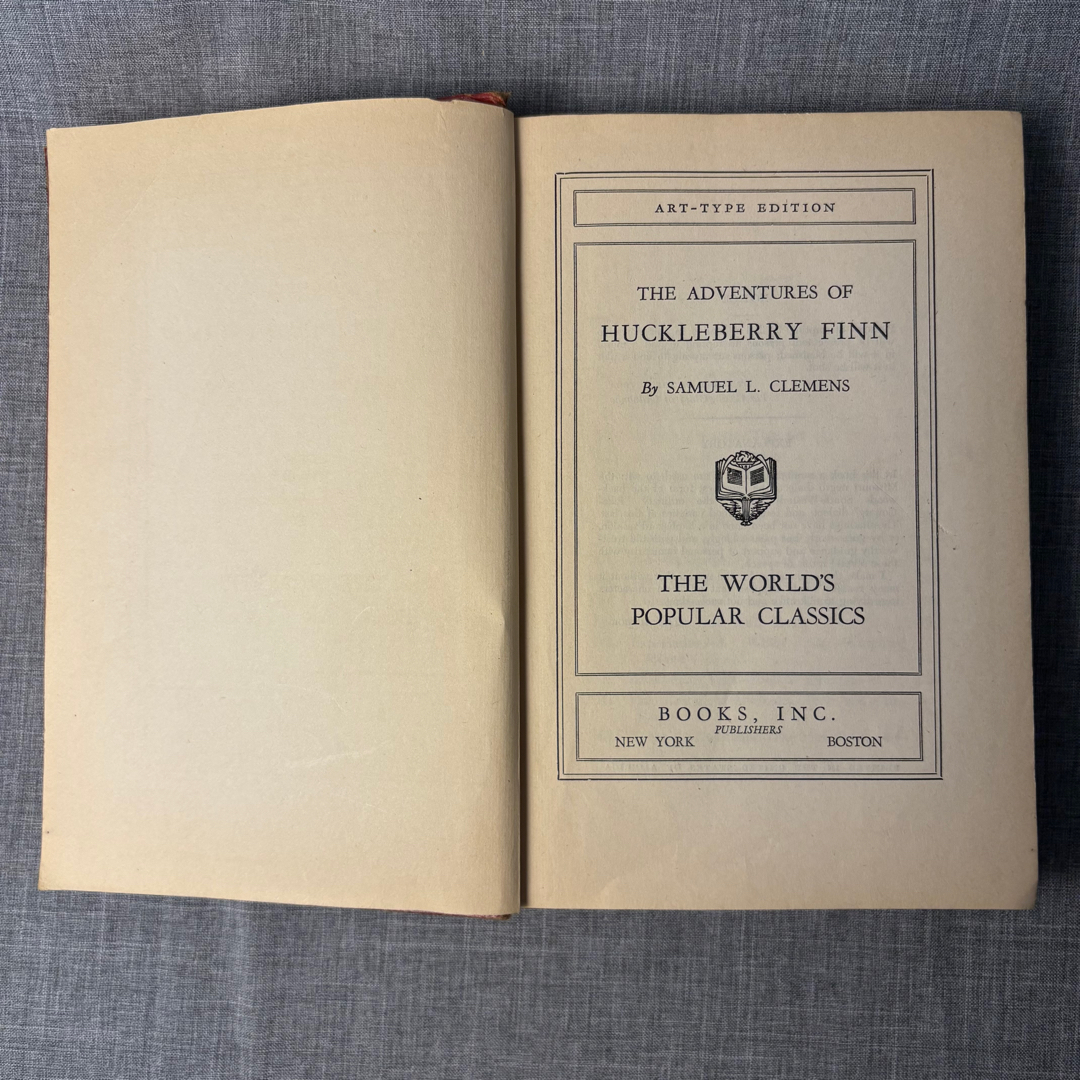 ART-TYPE EDITION
THE ADVENTURES OF
HUCKLEBERRY FINN
By SAMUEL L. CLEMENS
THE WORLD'S
POPULAR CLASSICS
BOOKS, INC.
PUBLISHERS
NEW YORK BOSTON